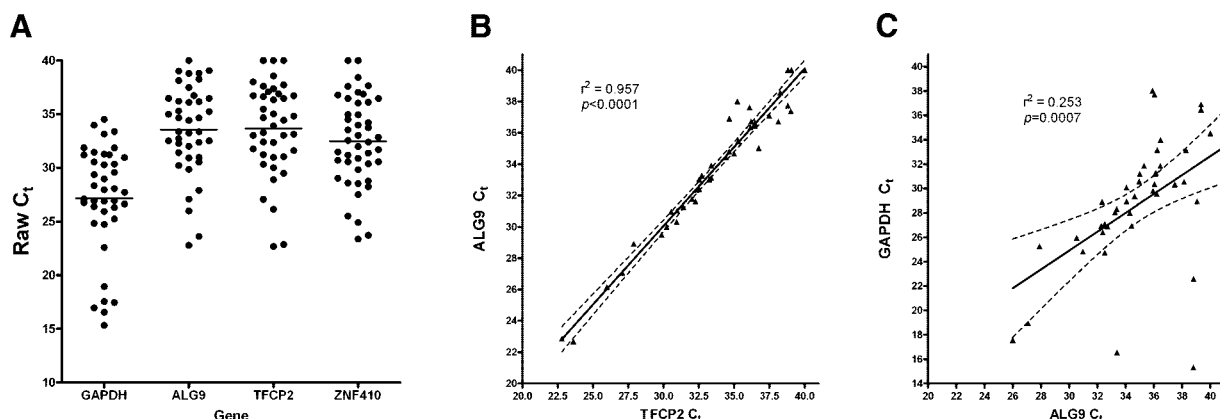 A
Raw Ct
40
35
30
25
20
15
10
GAPDH ALG9 TFCP2 ZNF410
Gene
B
ALG9 Ct
40
38
36
34
32
30
28
26
24
22
20
r2 = 0.957
p<0.0001
20.0 22.5 25.0 27.5 30.0 32.5 35.0 37.5 40.0
TFCP2 Ct
C
GAPDH Ct
40
38
36
34
32
30
28
26
24
22
20
18
16
14
r2 = 0.253
p=0.0007
24 26 28 30 32 34 36 38 40
ALG9 Ct